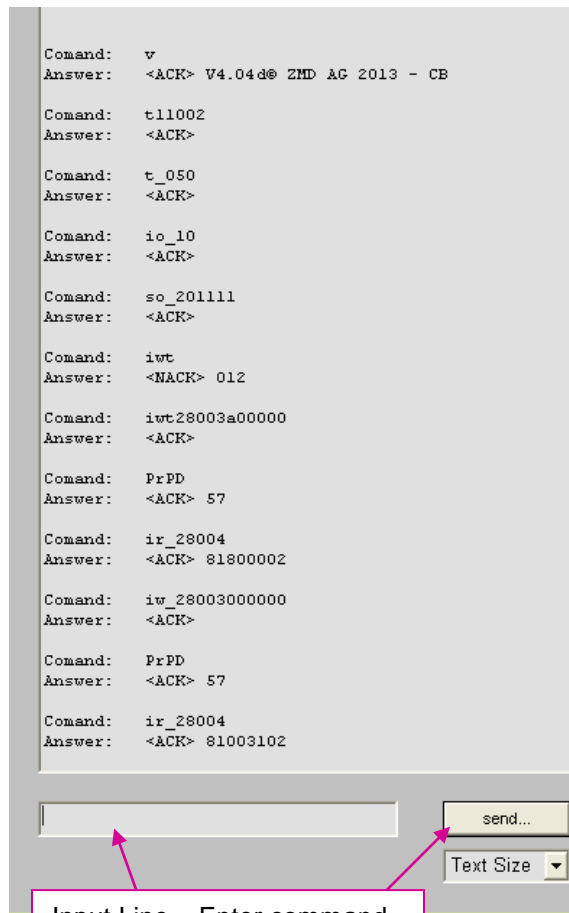 Comand: v
Answer: <ACK> V4.04d® ZMD AG 2013 - CB
Comand: t11002
Answer: <ACK>
Comand: t_050
Answer: <ACK>
Comand: io_10
Answer: <ACK>
Comand: so_201111
Answer: <ACK>
Comand: iwt
Answer: <NACK> 012
Comand: iwt28003a00000
Answer: <ACK>
Comand: PrPD
Answer: <ACK> 57
Comand: ir_28004
Answer: <ACK> 81800002
Comand: iw_28003000000
Answer: <ACK>
Comand: PrPD
Answer: <ACK> 57
Comand: ir_28004
Answer: <ACK> 81003102
send...
Text Size
Input Line – Enter command